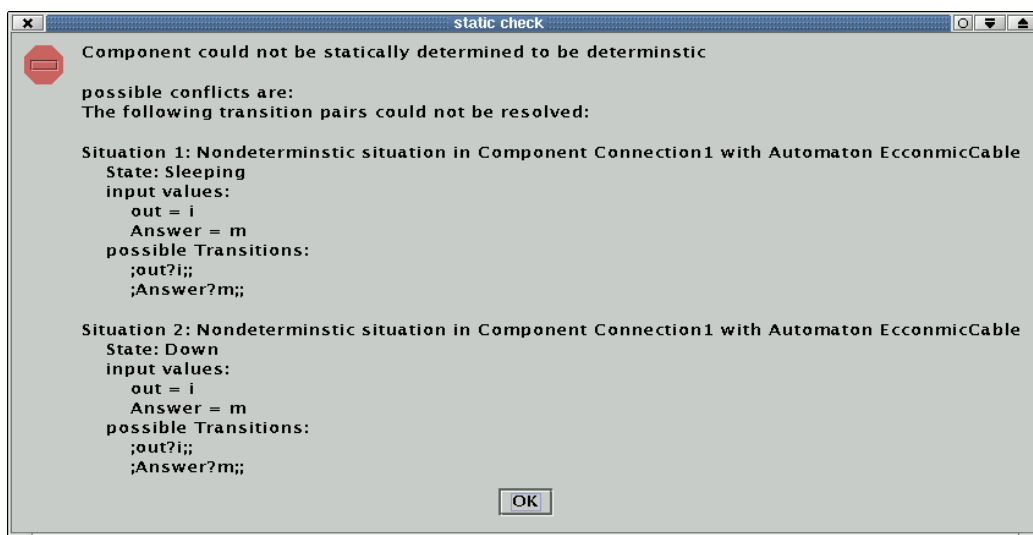 static check
Component could not be statically determined to be determinstic
possible conflicts are:
The following transition pairs could not be resolved:
Situation 1: Nondeterminstic situation in Component Connection1 with Automaton EcconmicCable
State: Sleeping
input values:
out = i
Answer = m
possible Transitions:
;out?i;;
;Answer?m;;
Situation 2: Nondeterminstic situation in Component Connection1 with Automaton EcconmicCable
State: Down
input values:
out = i
Answer = m
possible Transitions:
;out?i;;
;Answer?m;;
OK